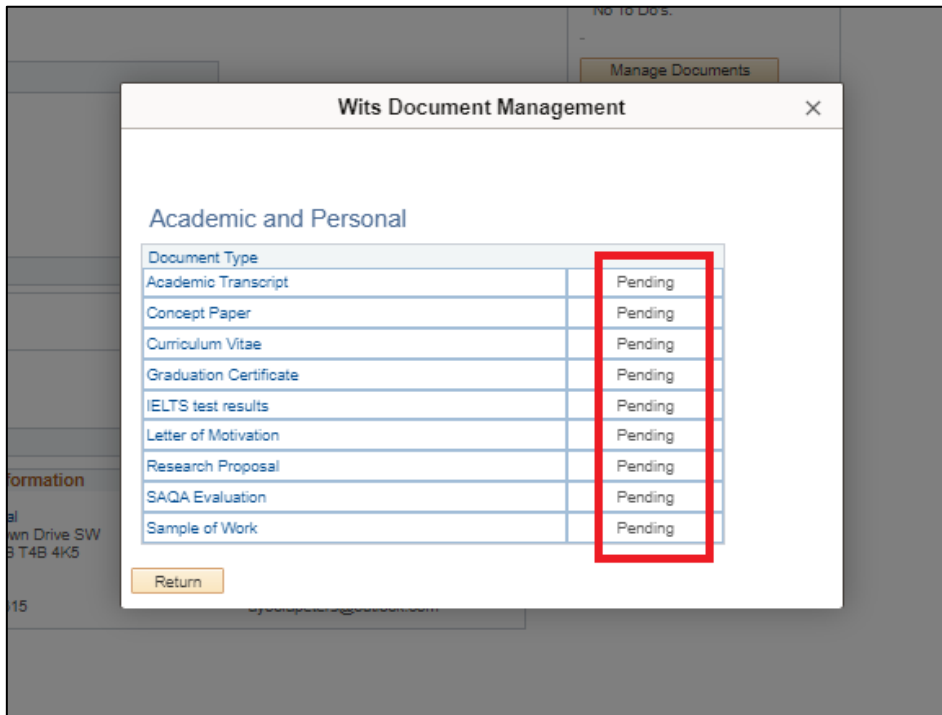 No To Do's.
-
Manage Documents
Wits Document Management
Academic and Personal
Document Type
Academic Transcript Pending
Concept Paper Pending
Curriculum Vitae Pending
Graduation Certificate Pending
IELTS test results Pending
Letter of Motivation Pending
Research Proposal Pending
SAQA Evaluation Pending
Sample of Work Pending
formation
al
wn Drive SW
T4B 4K5
Return